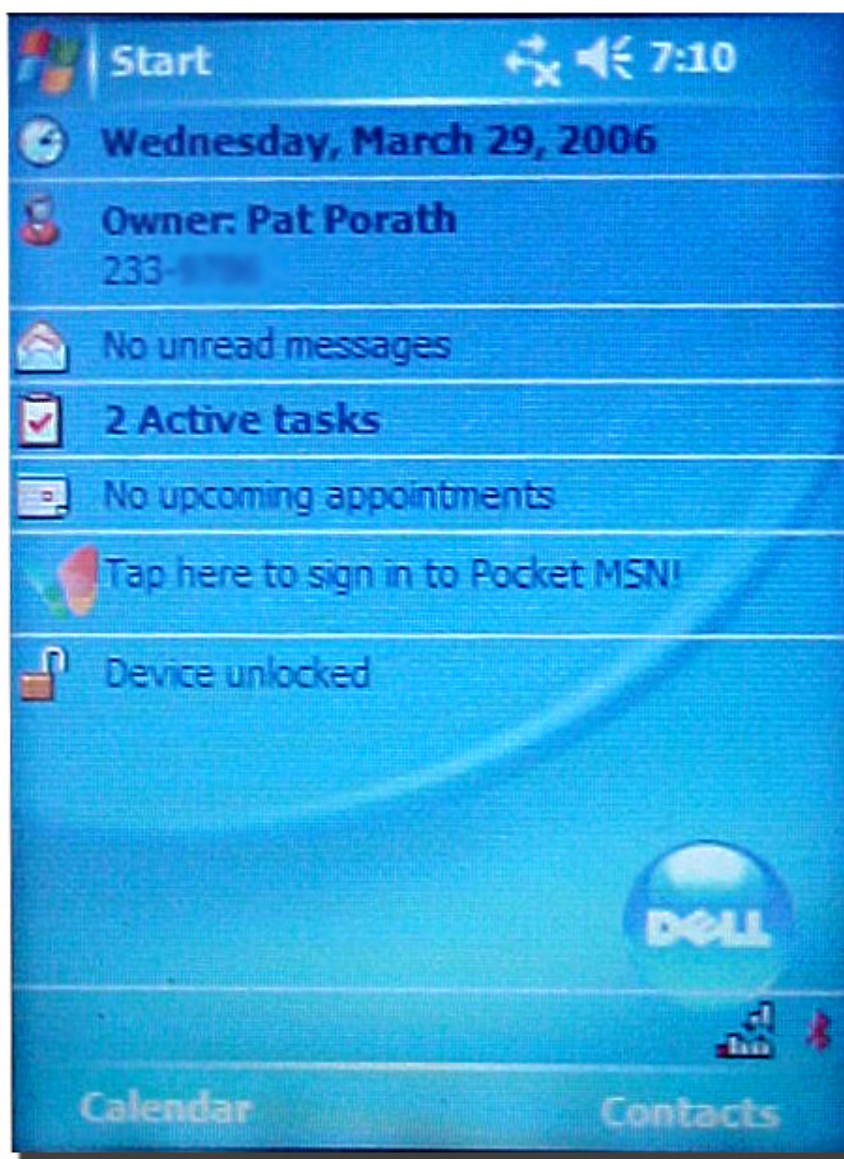 Start 7:10
Wednesday, March 29, 2006
Owner: Pat Porath
233-
No unread messages
2 Active tasks
No upcoming appointments
Tap here to sign in to Pocket MSN!
Device unlocked
DELL
Calendar Contacts